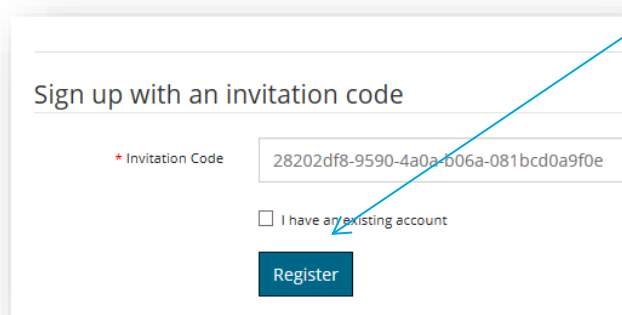 Sign up with an invitation code
* Invitation Code
28202df8-9590-4a0a-b06a-081bcd0a9f0e
I have an existing account
Register